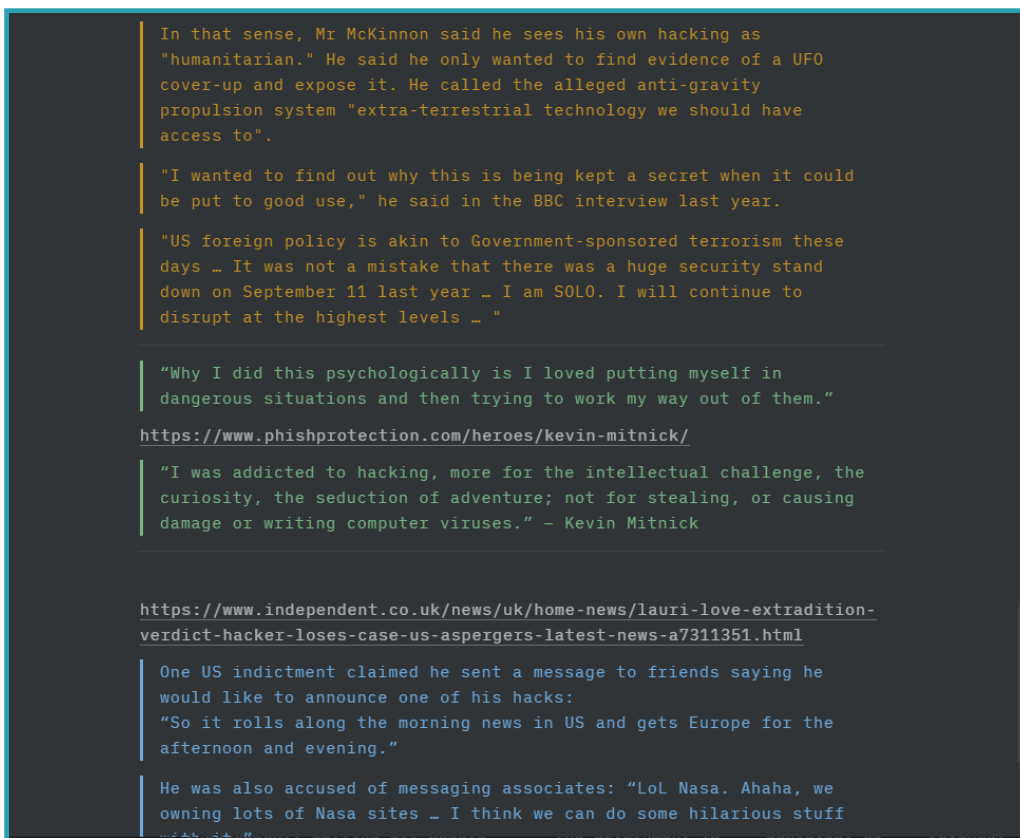 In that sense, Mr McKinnon said he sees his own hacking as
"humanitarian." He said he only wanted to find evidence of a UFO
cover-up and expose it. He called the alleged anti-gravity
propulsion system "extra-terrestrial technology we should have
access to".
"I wanted to find out why this is being kept a secret when it could
be put to good use," he said in the BBC interview last year.
"US foreign policy is akin to Government-sponsored terrorism these
days … It was not a mistake that there was a huge security stand
down on September 11 last year … I am SOLO. I will continue to
disrupt at the highest levels … "
“Why I did this psychologically is I loved putting myself in
dangerous situations and then trying to work my way out of them.”
https://www.phishprotection.com/heroes/kevin-mitnick/
“I was addicted to hacking, more for the intellectual challenge, the
curiosity, the seduction of adventure; not for stealing, or causing
damage or writing computer viruses.” – Kevin Mitnick
https://www.independent.co.uk/news/uk/home-news/lauri-love-extradition-
verdict-hacker-loses-case-us-aspergers-latest-news-a7311351.html
One US indictment claimed he sent a message to friends saying he
would like to announce one of his hacks:
“So it rolls along the morning news in US and gets Europe for the
afternoon and evening.”
He was also accused of messaging associates: “LoL Nasa. Ahaha, we
owning lots of Nasa sites … I think we can do some hilarious stuff